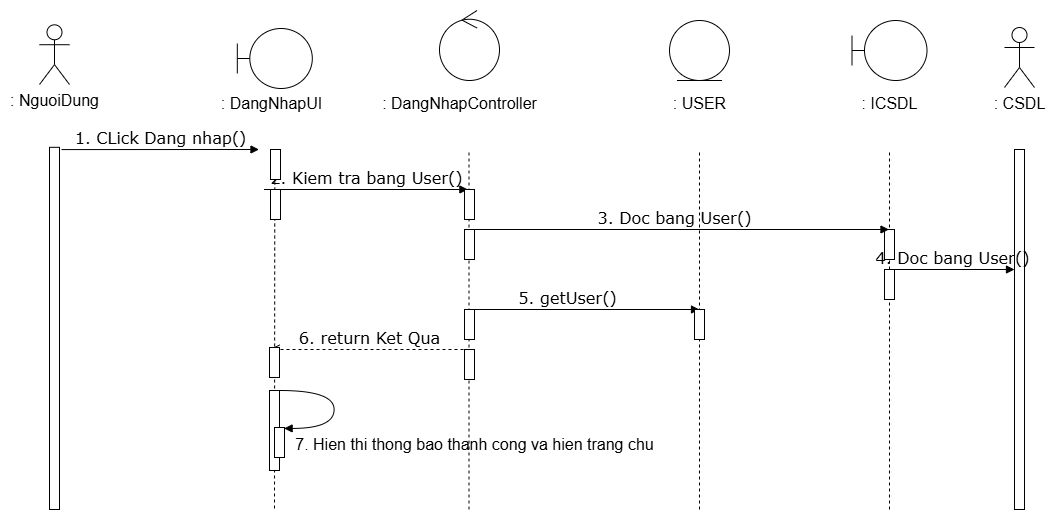 : NguoiDung
: DangNhapUI
: DangNhapController
: USER
: ICSDL
: CSDL
1. CLick Dang nhap()
2. Kiem tra bang User()
3. Doc bang User()
4. Doc bang User()
5. getUser()
6. return Ket Qua
7. Hien thi thong bao thanh cong va hien trang chu